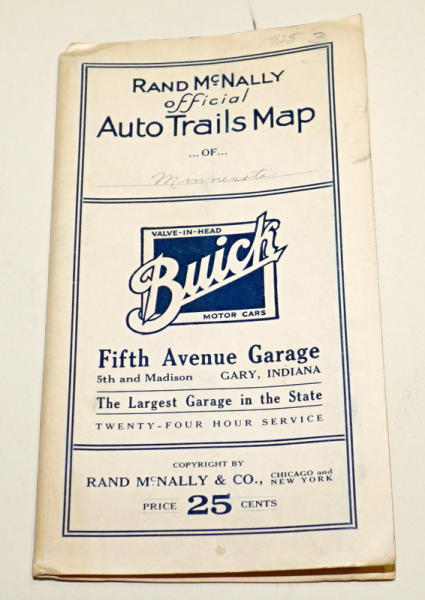 1925
RAND McNALLY
official
Auto Trails Map
...OF...
Minnesota
VALVE-IN-HEAD
Buick
MOTOR CARS
Fifth Avenue Garage
5th and Madison GARY, INDIANA
The Largest Garage in the State
TWENTY-FOUR HOUR SERVICE
COPYRIGHT BY
RAND McNALLY & CO., CHICAGO and
NEW YORK
PRICE 25 CENTS